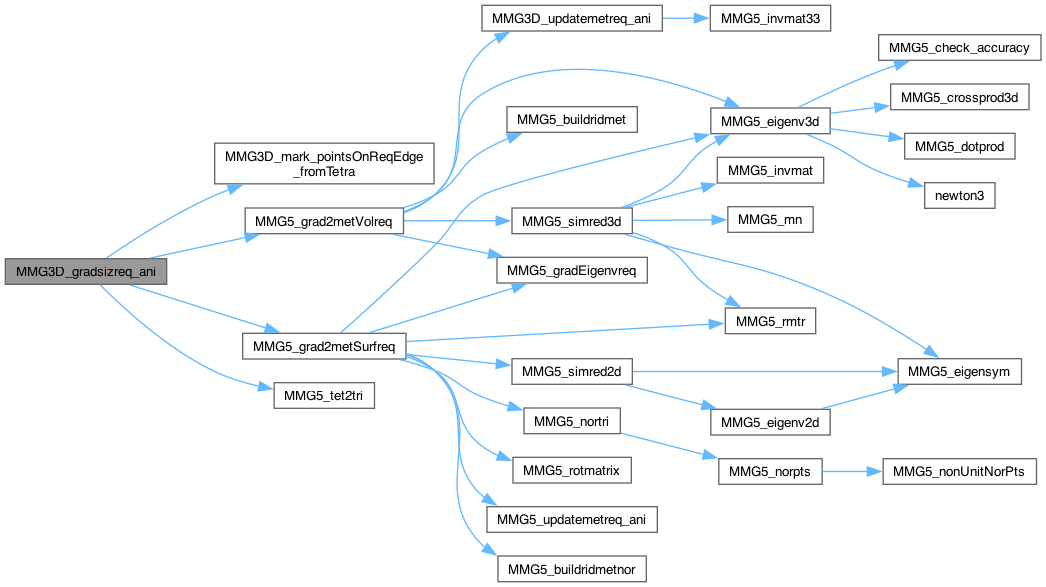 MMG3D_gradsizreq_ani
MMG3D_mark_pointsOnReqEdge
_fromTetra
MMG5_grad2metVolreq
MMG5_grad2metSurfreq
MMG5_tet2tri
MMG3D_updatemetreq_ani
MMG5_buildridmet
MMG5_simred3d
MMG5_gradEigenvreq
MMG5_simred2d
MMG5_nortri
MMG5_rotmatrix
MMG5_updatemetreq_ani
MMG5_buildridmetnor
MMG5_invmat33
MMG5_eigenv3d
MMG5_invmat
MMG5_mn
MMG5_rmtr
MMG5_eigenv2d
MMG5_norpts
MMG5_check_accuracy
MMG5_crossprod3d
MMG5_dotprod
newton3
MMG5_eigensym
MMG5_nonUnitNorPts